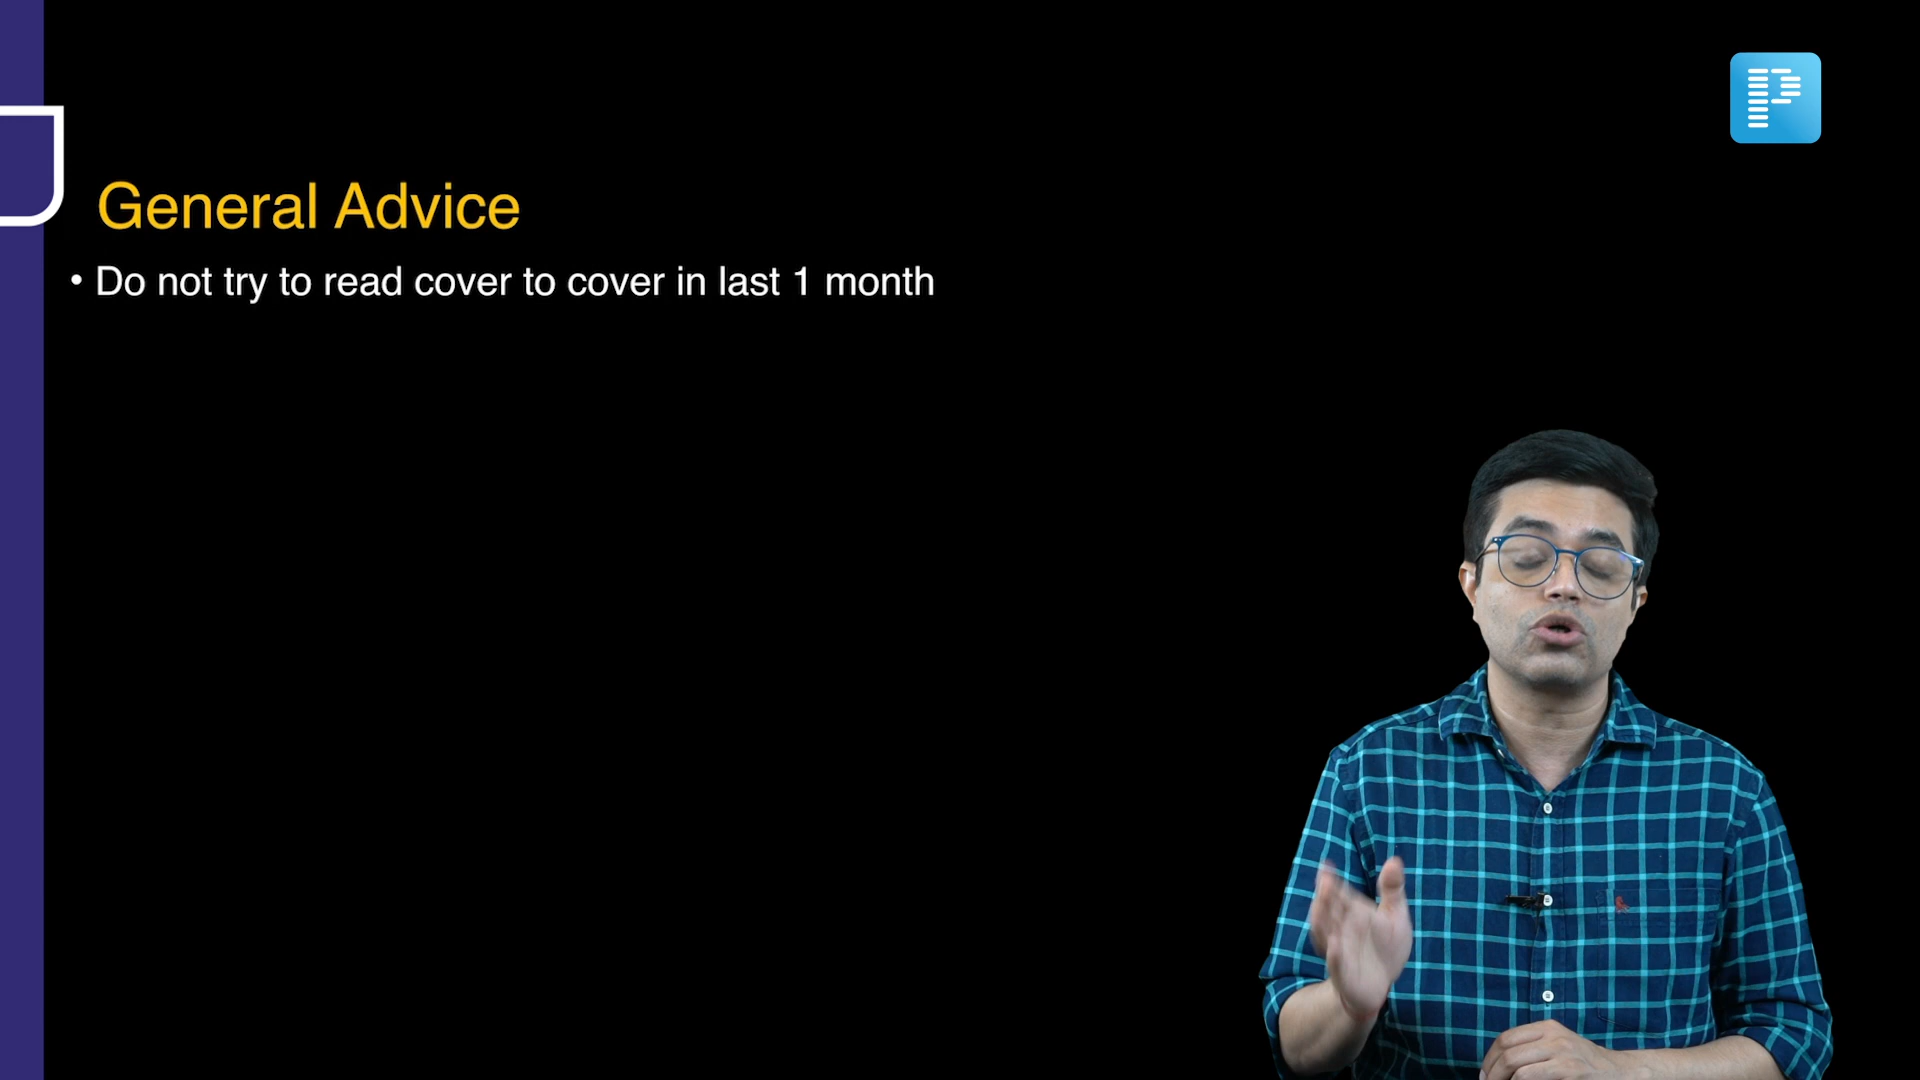 General Advice
• Do not try to read cover to cover in last 1 month